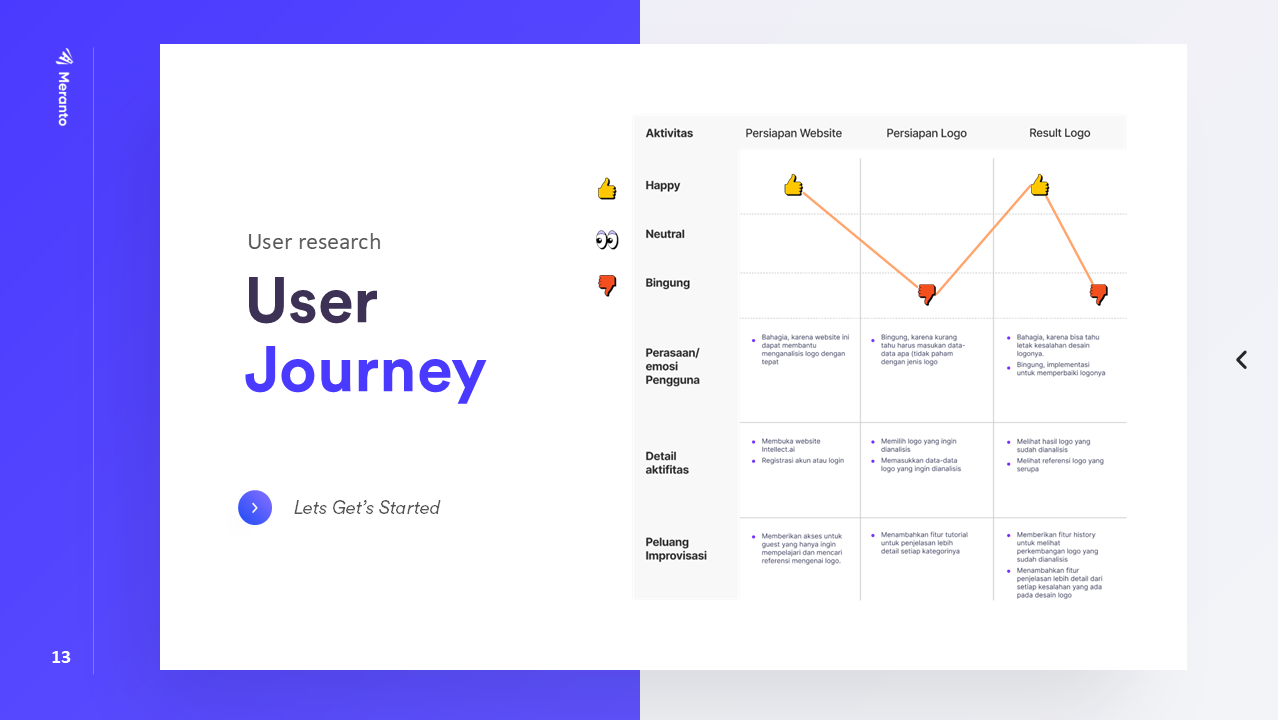 Meranto
User research
User
Journey
Lets Get's Started
13
Aktivitas
Persiapan Website
Persiapan Logo
Result Logo
Happy
Neutral
Bingung
Perasaan/
emosi
Pengguna
Bahagia, karena website ini
dapat membantu
menganalisis logo dengan
tepat
Bingung, karena kurang
tahu harus masukan data-
data apa (tidak paham
dengan jenis logo
Bahagia, karena bisa tahu
letak kesalahan desain
logonya.
Bingung, implementasi
untuk memperbaiki logonya
Detail
aktifitas
Membuka website
Intellect.ai
Registrasi akun atau login
Memilih logo yang ingin
dianalisis
Memasukkan data-data
logo yang ingin dianalisis
Melihat hasil logo yang
sudah dianalisis
Melihat referensi logo yang
serupa
Peluang
Improvisasi
Memberikan akses untuk
guest yang hanya ingin
mempelajari dan mencari
referensi mengenai logo.
Menambahkan fitur tutorial
untuk penjelasan lebih
detail setiap kategorinya
Memberikan fitur history
untuk melihat
perkembangan logo yang
sudah dianalisis
Menambahkan fitur
penjelasan lebih detail dari
setiap kesalahan yang ada
pada desain logo